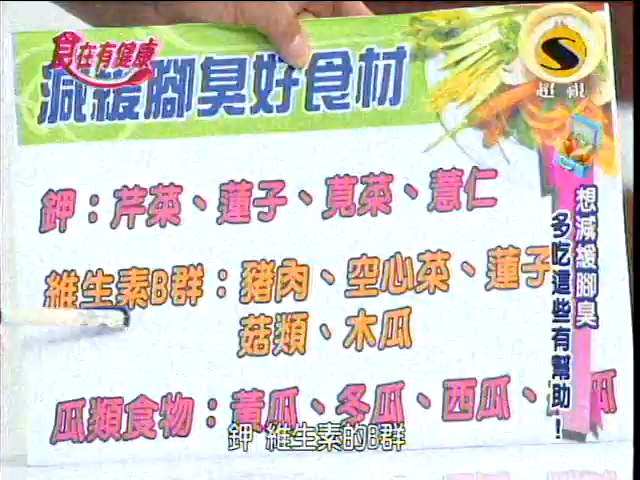 食在有健康
減緩腳臭好食材
超視
鉀：芹菜、蓮子、莧菜、薏仁
維生素B群：豬肉、空心菜、蓮子
菇類、木瓜
瓜類食物：黃瓜、冬瓜、西瓜、瓜
想減緩腳臭
多吃這些有幫助！
鉀 維生素的B群